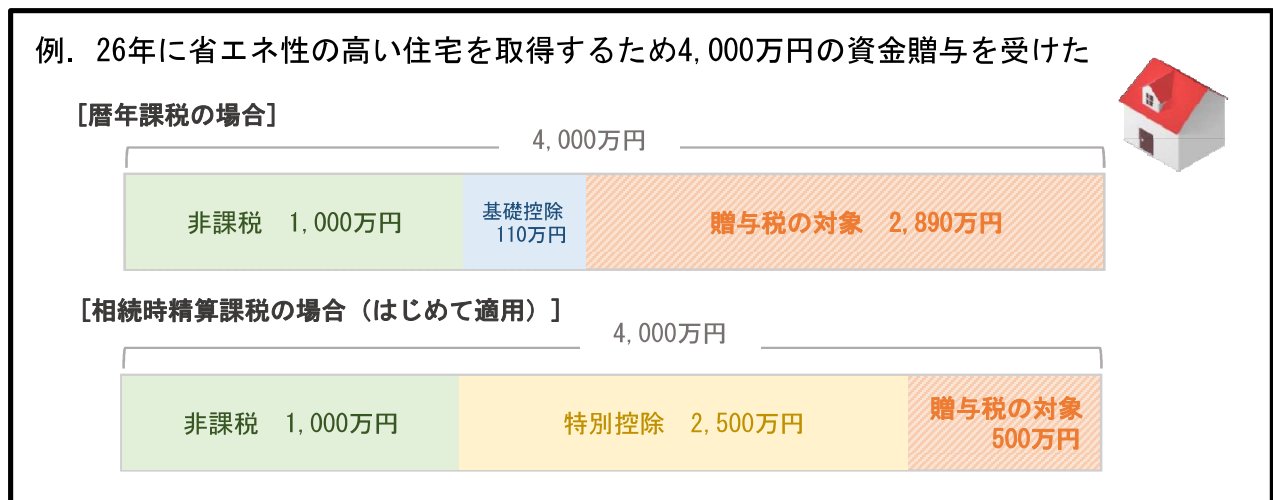 例. 26年に省エネ性の高い住宅を取得するため4,000万円の資金贈与を受けた
[暦年課税の場合]
4,000万円
非課税 1,000万円
基礎控除
110万円
贈与税の対象 2,890万円
[相続時精算課税の場合（はじめて適用）]
4,000万円
非課税 1,000万円
特別控除 2,500万円
贈与税の対象
500万円